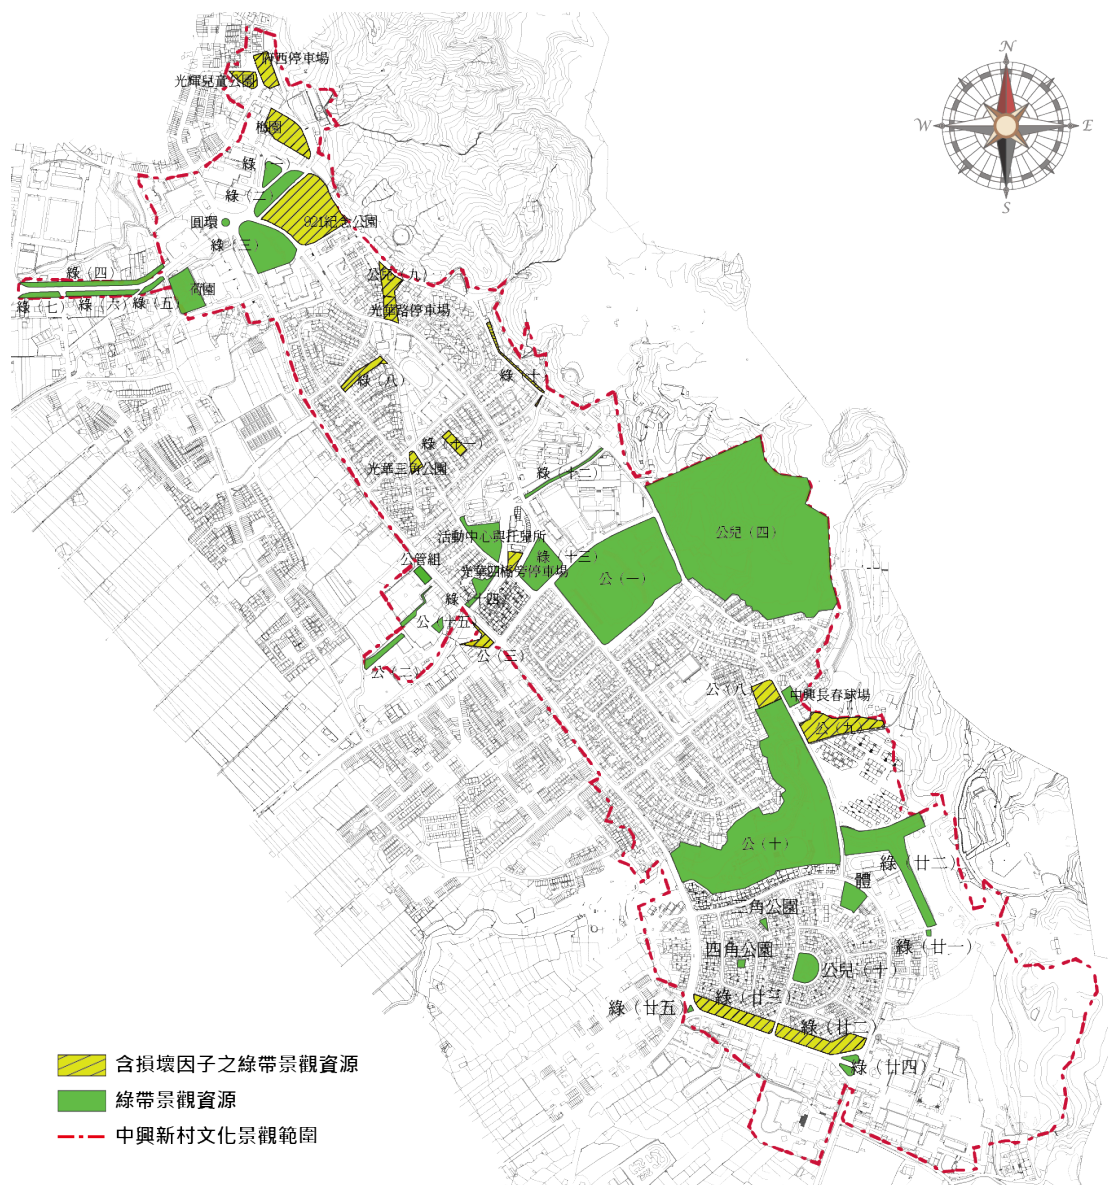 N
W
E
S
府西停車場
光輝兒童公園
梅園
綠（一）
綠（二）
圓環
921紀念公園
綠（三）
綠（四）
荷園
綠（七）
綠（六）
綠（五）
公兒（九）
光華路停車場
綠（八）
綠（十）
綠（十一）
光華三角公園
綠（十二）
活動中心與托兒所
綠（十三）
公管組
光華四橋旁停車場
公（一）
公兒（四）
綠（十四）
公（十五）
公（三）
公（二）
公（八）
中興長春球場
公（九）
公（十）
綠（廿二）
體
三角公園
四角公園
綠（廿一）
公兒（十）
綠（廿三）
綠（廿五）
綠（廿二）
綠（廿四）
含損壞因子之綠帶景觀資源
綠帶景觀資源
中興新村文化景觀範圍